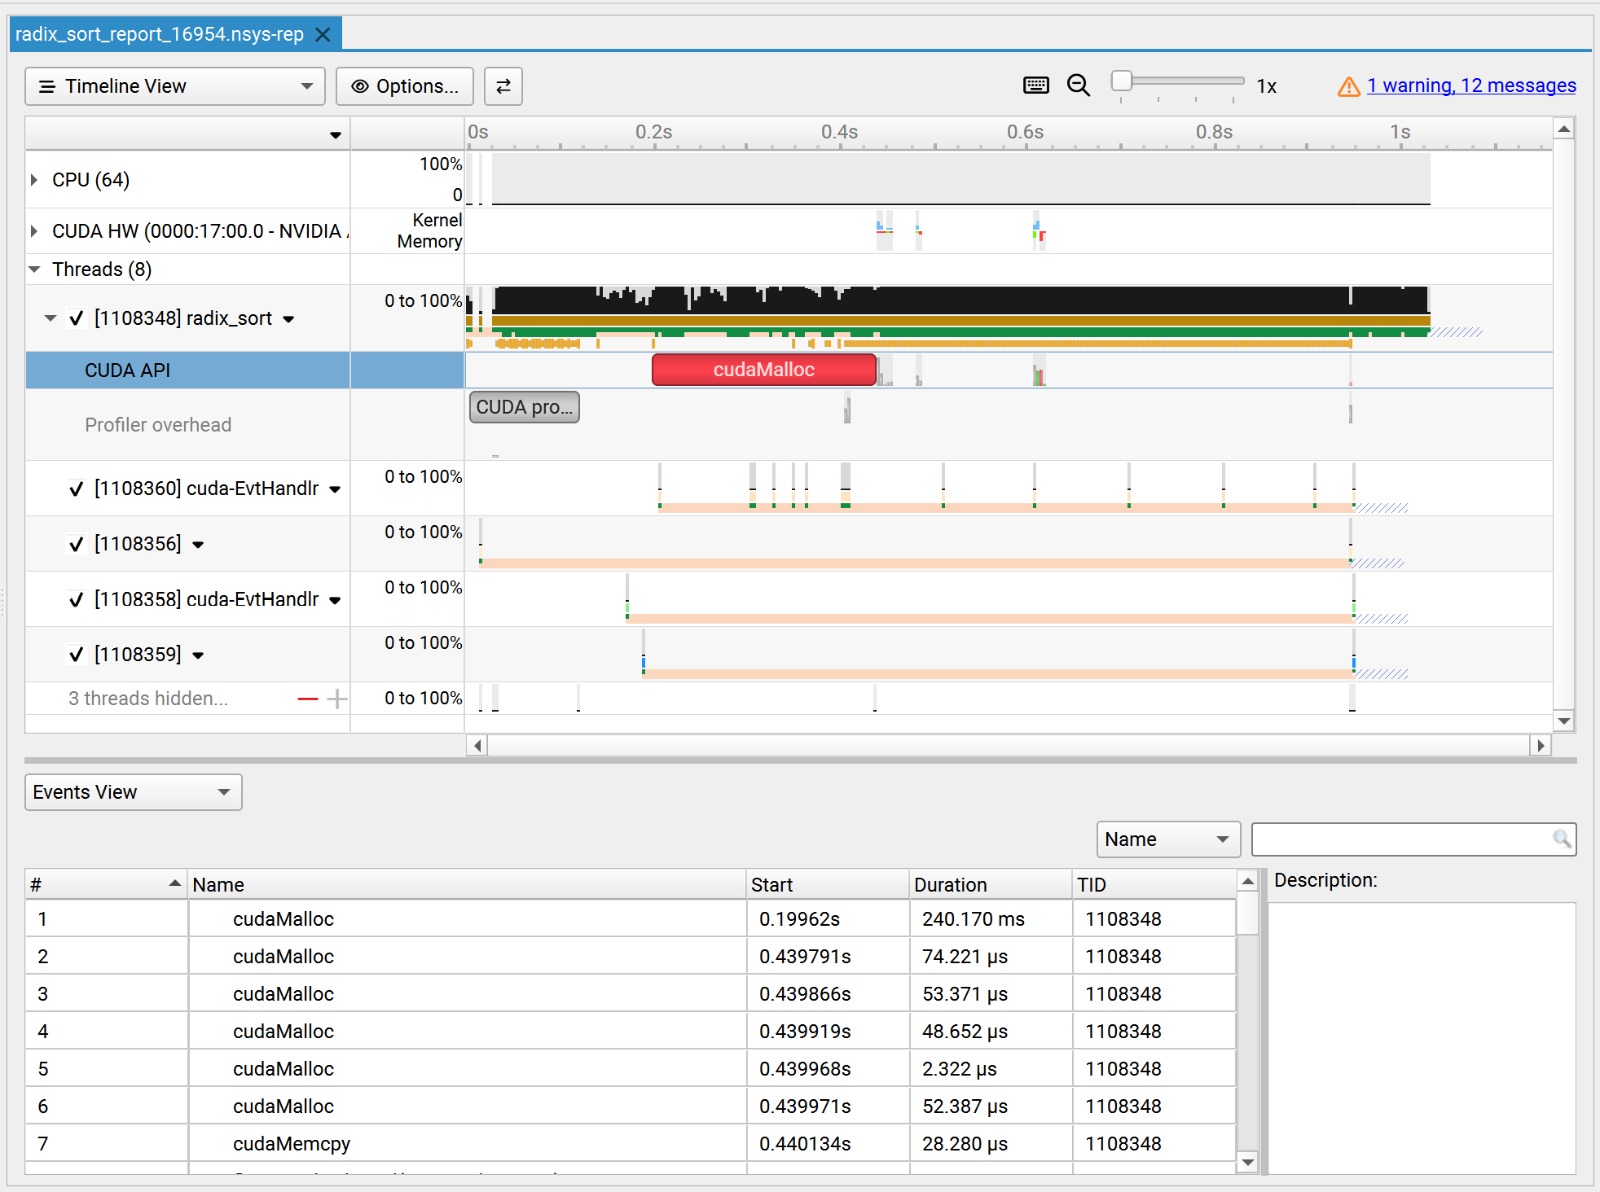 radix_sort_report_16954.nsys-rep
Timeline View Options... 1x 1 warning, 12 messages
0s 0.2s 0.4s 0.6s 0.8s 1s
CPU (64) 100%
0
CUDA HW (0000:17:00.0 - NVIDIA Kernel
Memory
Threads (8)
[1108348] radix_sort 0 to 100%
CUDA API cudaMalloc
Profiler overhead CUDA pro...
[1108360] cuda-EvtHandlr 0 to 100%
[1108356] 0 to 100%
[1108358] cuda-EvtHandlr 0 to 100%
[1108359] 0 to 100%
3 threads hidden... 0 to 100%
Events View
Name
# Name Start Duration TID Description:
1 cudaMalloc 0.19962s 240.170 ms 1108348
2 cudaMalloc 0.439791s 74.221 μs 1108348
3 cudaMalloc 0.439866s 53.371 μs 1108348
4 cudaMalloc 0.439919s 48.652 μs 1108348
5 cudaMalloc 0.439968s 2.322 μs 1108348
6 cudaMalloc 0.439971s 52.387 μs 1108348
7 cudaMemcpy 0.440134s 28.280 μs 1108348